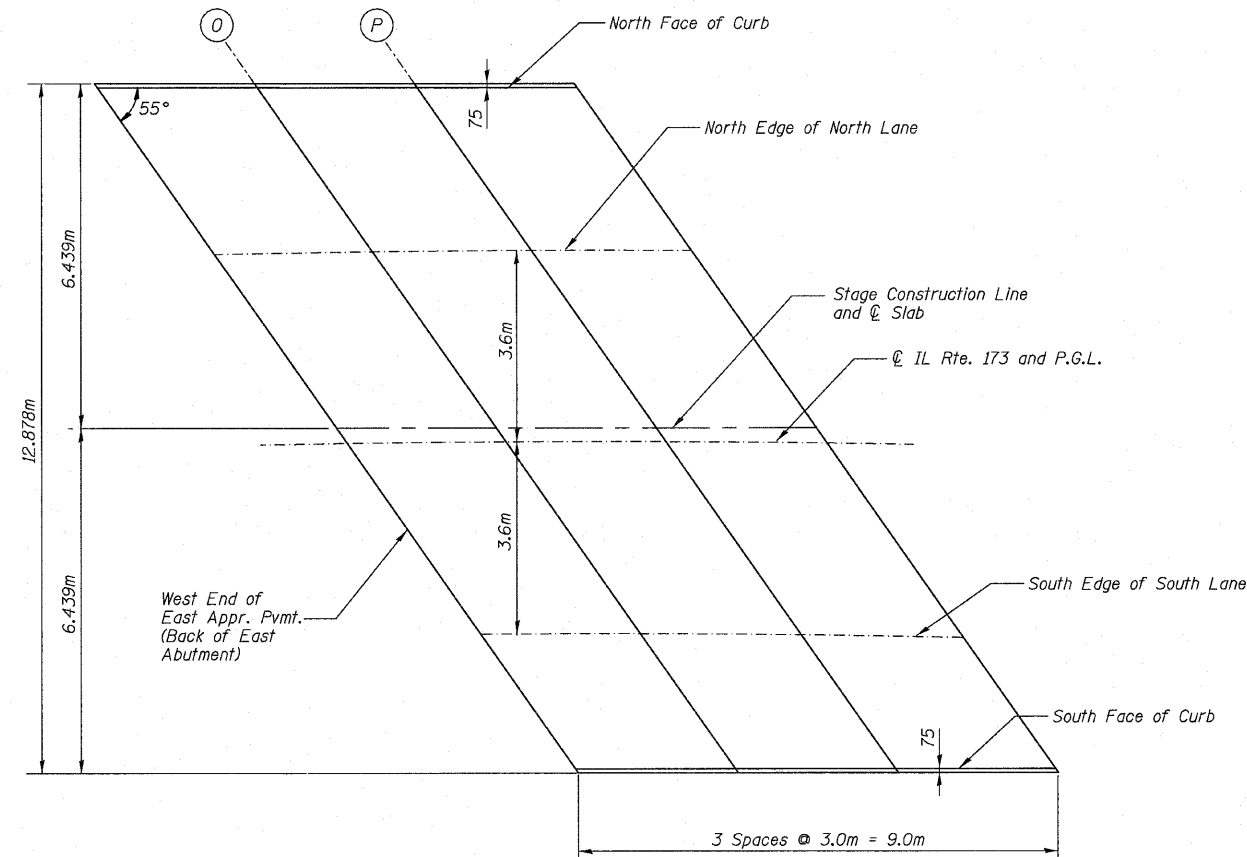 O
P
North Face of Curb
55°
75
North Edge of North Lane
6.439m
3.6m
Stage Construction Line
and ℄ Slab
℄ IL Rte. 173 and P.G.L.
12.878m
3.6m
6.439m
West End of
East Appr. Pvmt.
(Back of East
Abutment)
South Edge of South Lane
South Face of Curb
75
3 Spaces @ 3.0m = 9.0m